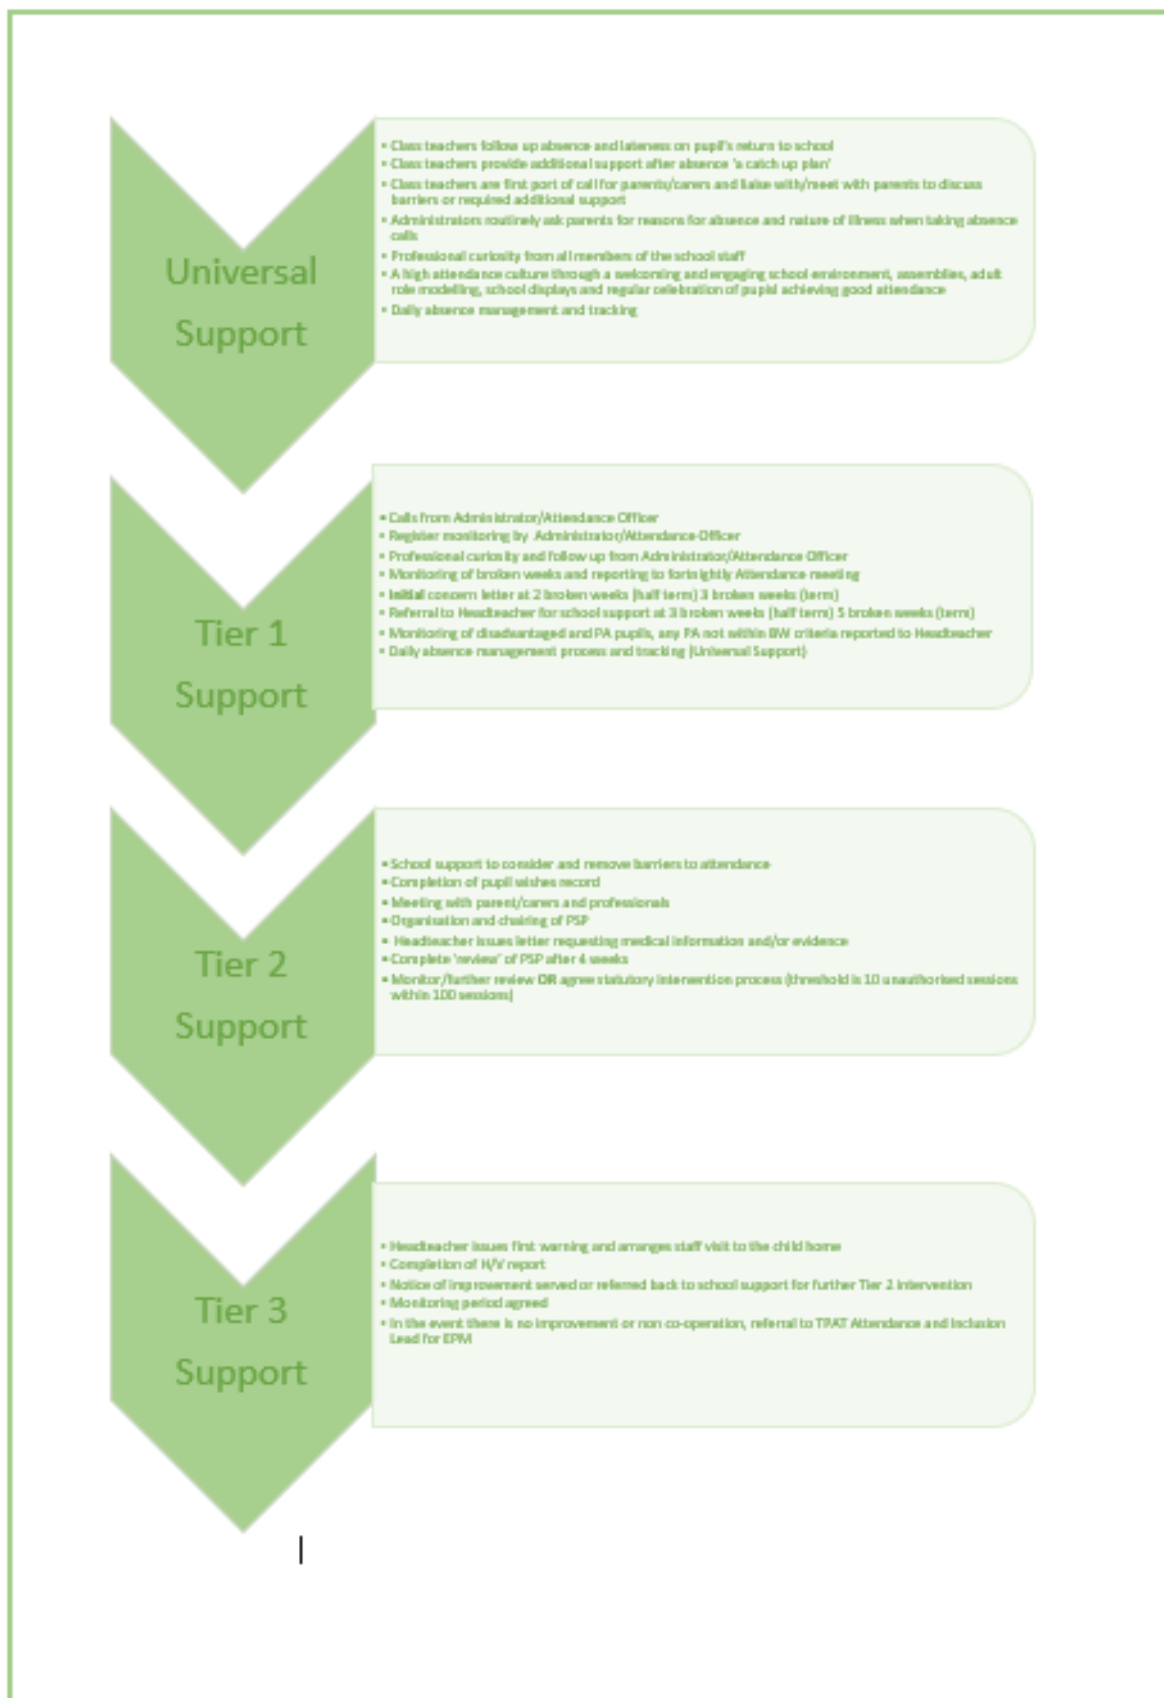 Universal
Support
• Class teachers follow up absence and lateness on pupil's return to school
• Class teachers provide additional support after absence 'a catch up plan'
• Class teachers are first port of call for parents/carers and liaise with/meet with parents to discuss
barriers or required additional support
• Administrators routinely ask parents for reasons for absence and nature of illness when taking absence
calls
• Professional curiosity from all members of the school staff
• A high attendance culture through a welcoming and engaging school environment, assemblies, adult
role modelling, school displays and regular celebration of pupisl achieving good attendance
• Daily absence management and tracking
Tier 1
Support
• Calls from Administrator/Attendance Officer
• Register monitoring by Administrator/Attendance Officer
• Professional curiosity and follow up from Administrator/Attendance Officer
• Monitoring of broken weeks and reporting to fortnightly Attendance meeting
• Initial concern letter at 2 broken weeks (half term) 3 broken weeks (term)
• Referral to Headteacher for school support at 3 broken weeks (half term) 5 broken weeks (term)
• Monitoring of disadvantaged and PA pupils, any PA not within BW criteria reported to Headteacher
• Daily absence management process and tracking (Universal Support)
Tier 2
Support
• School support to consider and remove barriers to attendance
• Completion of pupil wishes record
• Meeting with parent/carers and professionals
• Organisation and chairing of PSP
• Headteacher issues letter requesting medical information and/or evidence
• Complete 'review' of PSP after 4 weeks
• Monitor/further review OR agree statutory intervention process (threshold is 10 unauthorised sessions
within 100 sessions)
Tier 3
Support
• Headteacher issues first warning and arranges staff visit to the child home
• Completion of H/V report
• Notice of improvement served or referred back to school support for further Tier 2 intervention
• Monitoring period agreed
• In the event there is no improvement or non co-operation, referral to TPAT Attendance and Inclusion
Lead for EPM